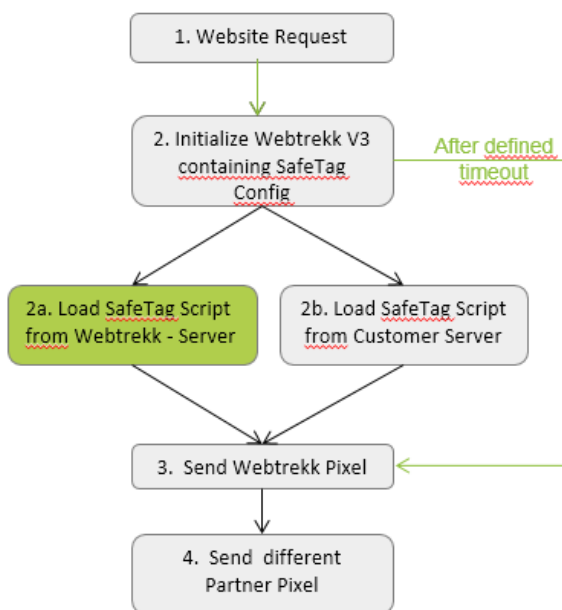 1. Website Request
2. Initialize Webtrekk V3
containing SafeTag
Config
After defined
timeout
2a. Load SafeTag Script
from Webtrekk - Server
2b. Load SafeTag Script
from Customer Server
3. Send Webtrekk Pixel
4. Send different
Partner Pixel